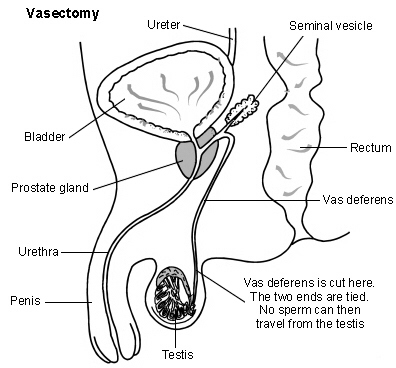 Vasectomy
Ureter
Seminal vesicle
Bladder
Rectum
Prostate gland
Vas deferens
Urethra
Vas deferens is cut here.
The two ends are tied.
No sperm can then
travel from the testis
Penis
Testis